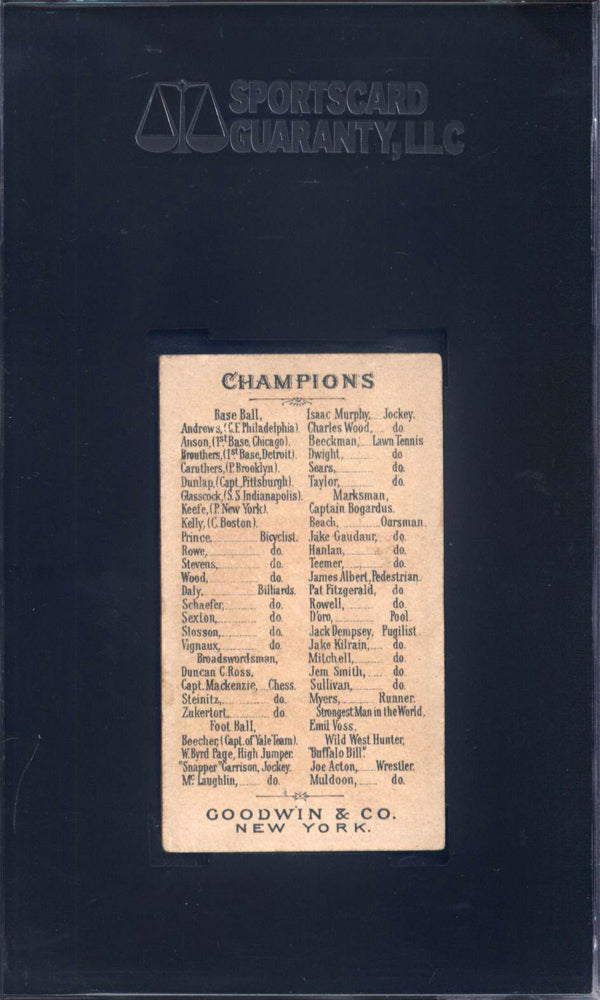 SPORTSCARD
GUARANTY, LLC
CHAMPIONS
Base Ball,
Andrews, (C.F. Philadelphia).
Anson, (1st Base, Chicago).
Brouthers, (1st Base, Detroit).
Caruthers, (P. Brooklyn).
Dunlap, (Capt. Pittsburgh).
Glasscock, (S.S. Indianapolis).
Keefe, (P. New York).
Kelly, (C. Boston).
Prince, Bicyclist.
Rowe, do.
Stevens, do.
Wood, do.
Daly, Billiards.
Schaefer, do.
Sexton, do.
Slosson, do.
Vignaux, do.
Broadswordsman,
Duncan C. Ross,
Capt. Mackenzie, Chess.
Steinitz, do.
Zukertort, do.
Foot Ball,
Beecher, (Capt. of Yale Team).
W. Byrd Page, High Jumper.
"Snapper" Garrison, Jockey.
Mc Laughlin, do.
Isaac Murphy, Jockey.
Charles Wood, do.
Beeckman, Lawn Tennis
Dwight, do
Sears, do.
Taylor, do.
Marksman,
Captain Bogardus.
Beach, Oarsman.
Jake Gaudaur, do.
Hanlan, do.
Teemer, do.
James Albert, Pedestrian.
Pat Fitzgerald, do
Rowell, do
D'oro, Pool.
Jack Dempsey, Pugilist
Jake Kilrain, do.
Mitchell, do.
Jem Smith, do.
Sullivan, do.
Myers, Runner.
Strongest Man in the World.
Emil Voss.
Wild West Hunter,
"Buffalo Bill".
Joe Acton, Wrestler.
Muldoon, do.
GOODWIN & CO.
NEW YORK.